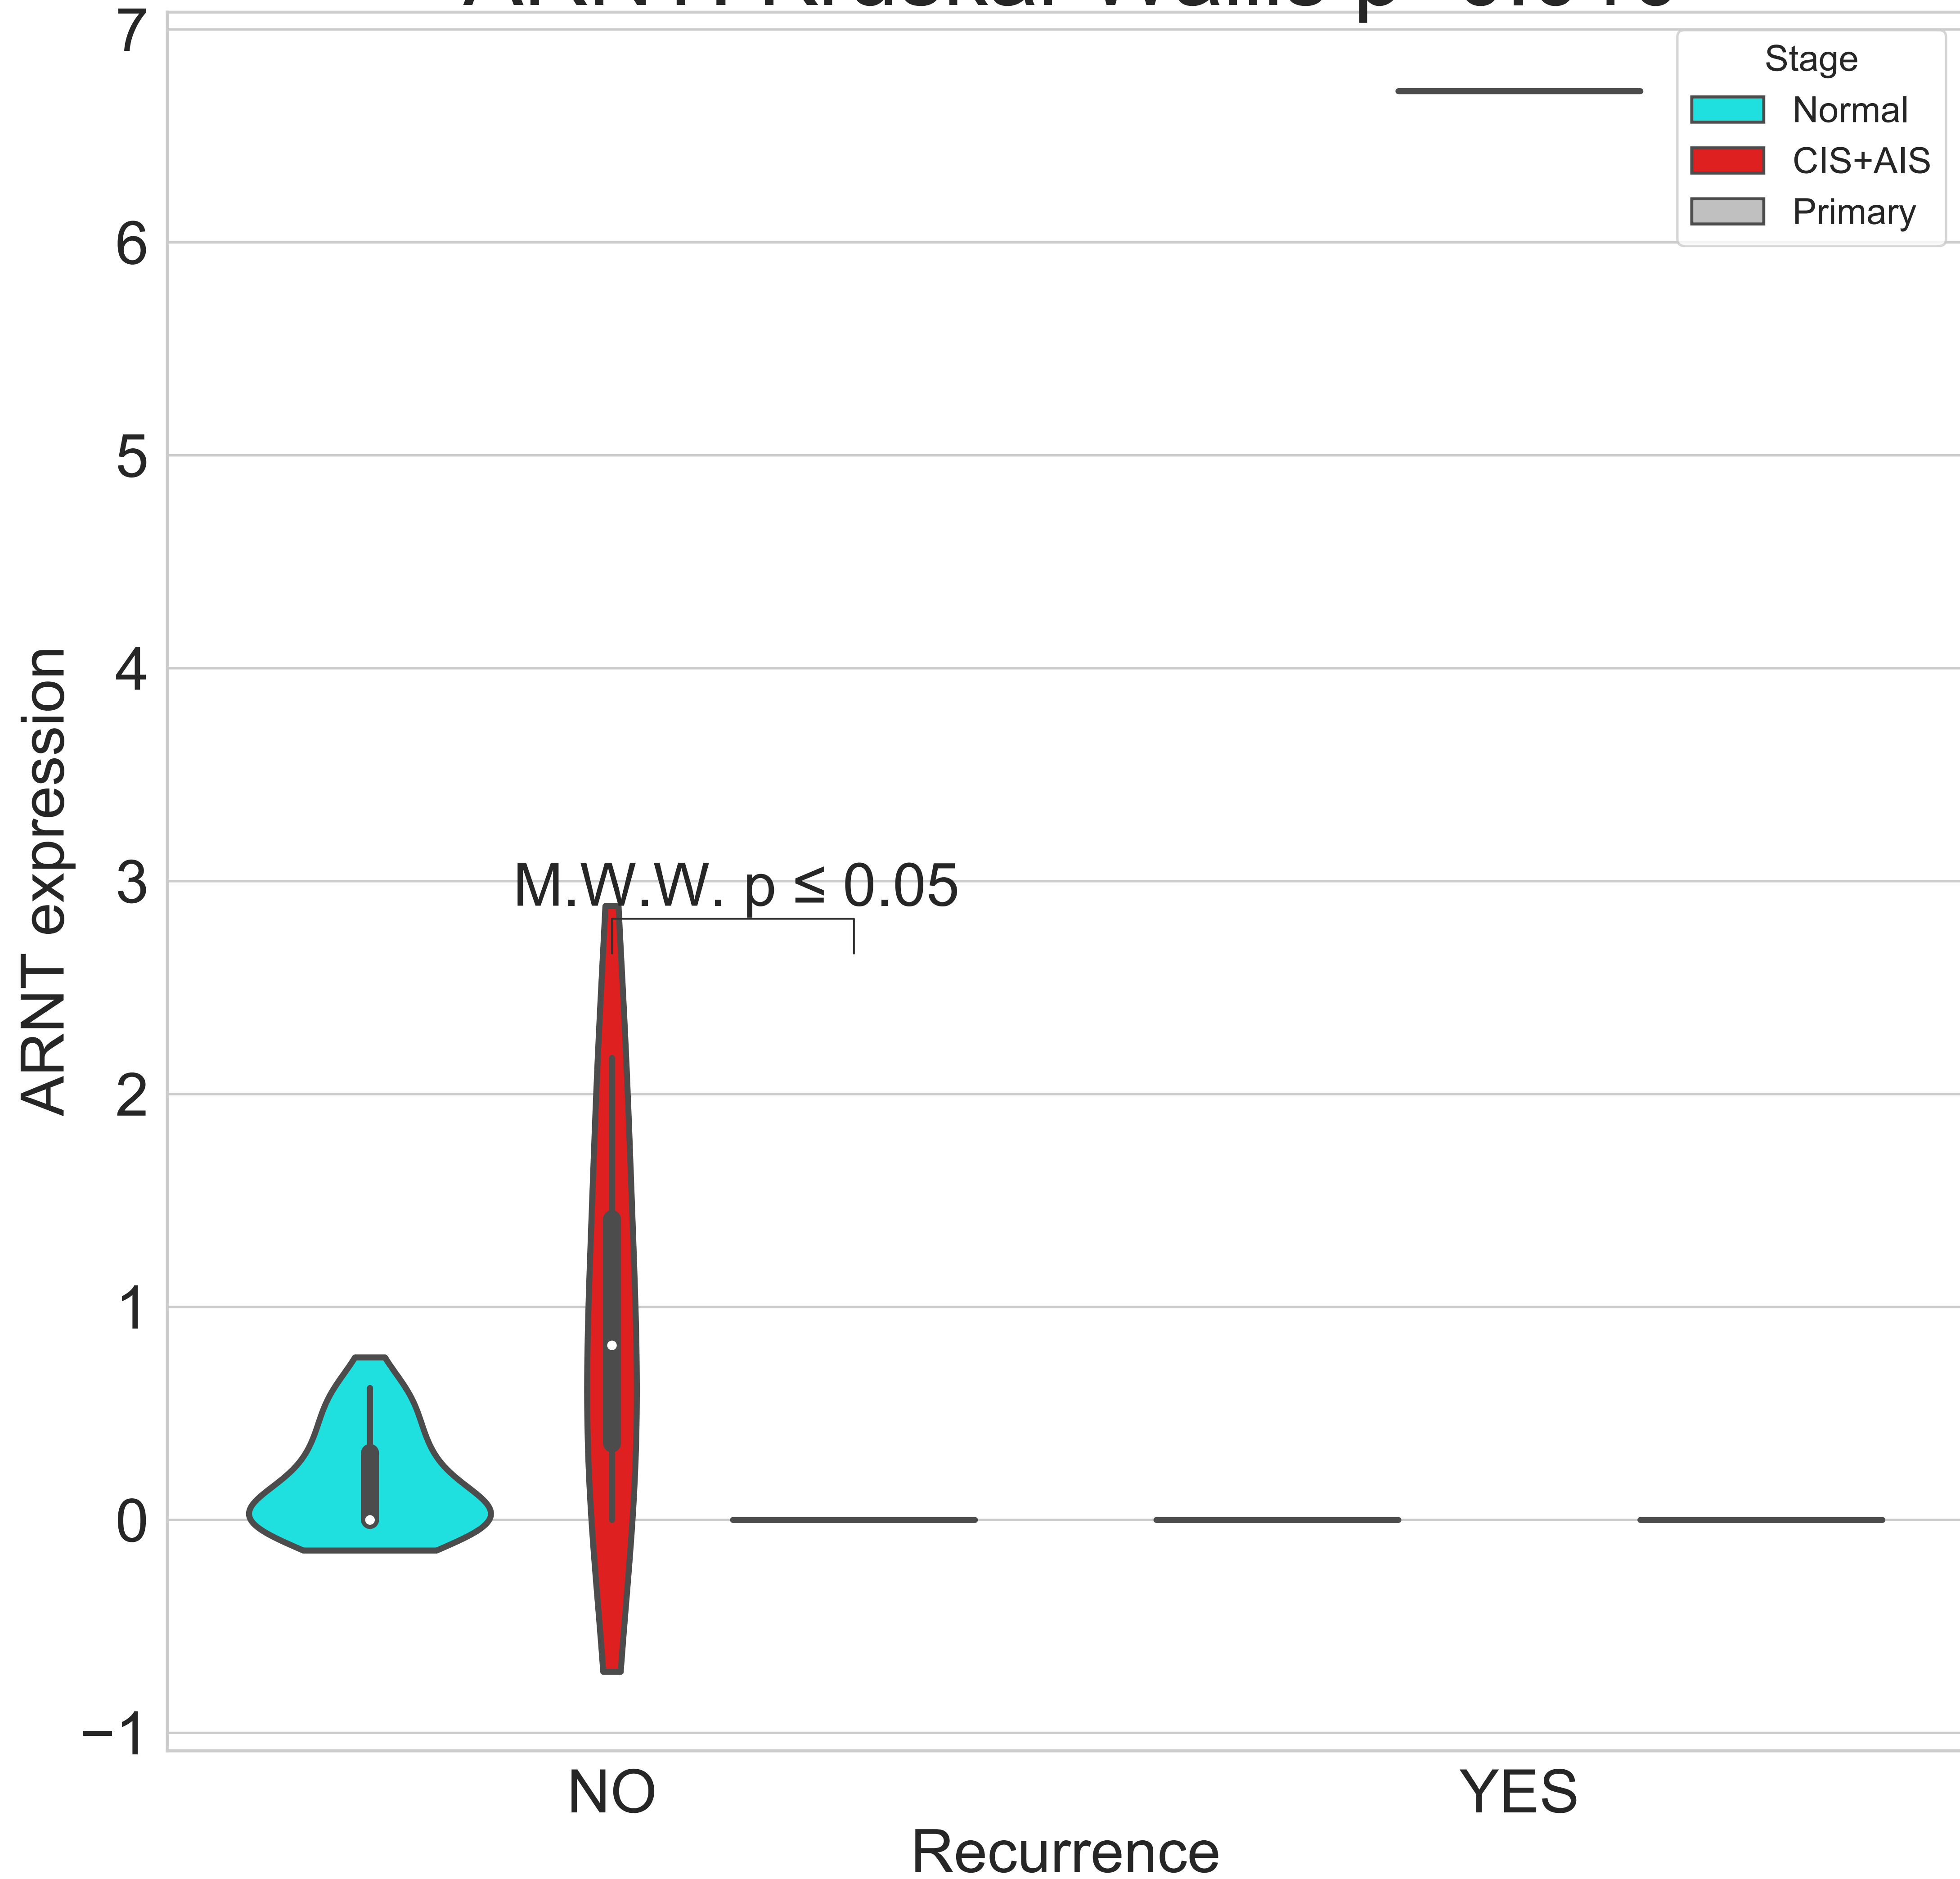 7
Stage
Normal
CIS+AIS
Primary
6
5
4
3
M.W.W. p ≤ 0.05
2
1
0
−1
ARNT expression
NO
YES
Recurrence